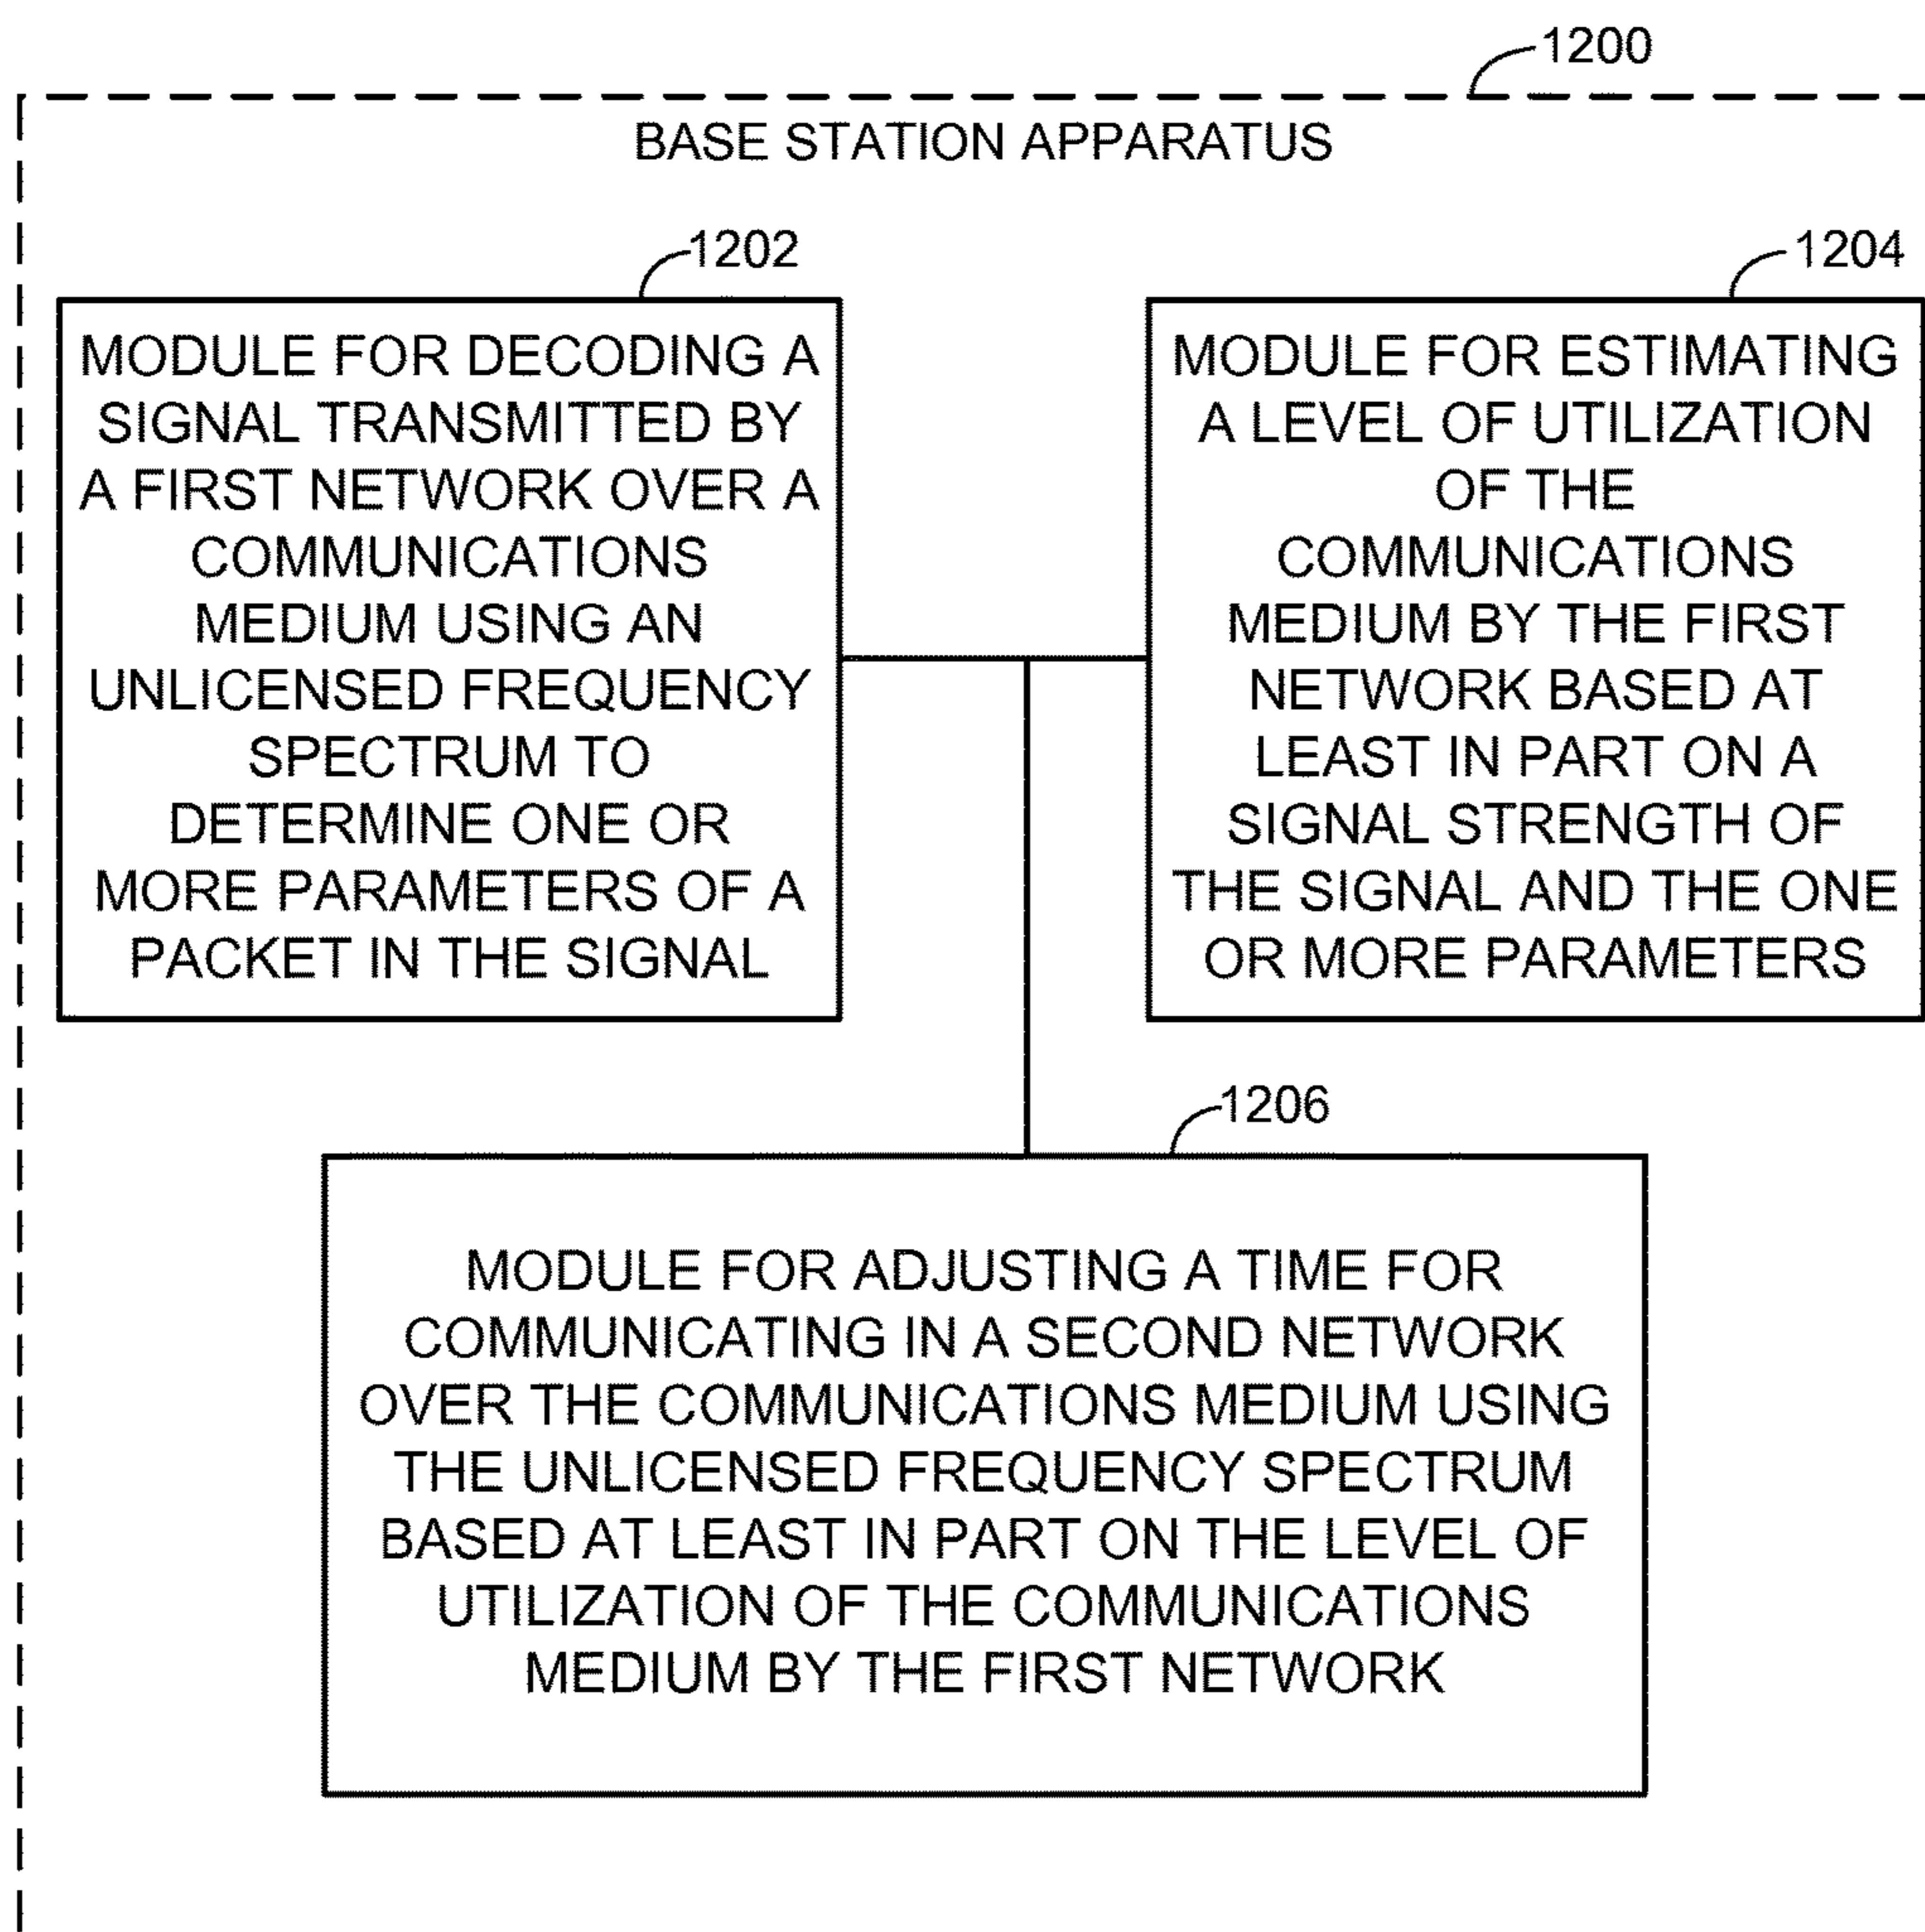 1200
BASE STATION APPARATUS
1202
MODULE FOR DECODING A
SIGNAL TRANSMITTED BY
A FIRST NETWORK OVER A
COMMUNICATIONS
MEDIUM USING AN
UNLICENSED FREQUENCY
SPECTRUM TO
DETERMINE ONE OR
MORE PARAMETERS OF A
PACKET IN THE SIGNAL
1204
MODULE FOR ESTIMATING
A LEVEL OF UTILIZATION
OF THE
COMMUNICATIONS
MEDIUM BY THE FIRST
NETWORK BASED AT
LEAST IN PART ON A
SIGNAL STRENGTH OF
THE SIGNAL AND THE ONE
OR MORE PARAMETERS
1206
MODULE FOR ADJUSTING A TIME FOR
COMMUNICATING IN A SECOND NETWORK
OVER THE COMMUNICATIONS MEDIUM USING
THE UNLICENSED FREQUENCY SPECTRUM
BASED AT LEAST IN PART ON THE LEVEL OF
UTILIZATION OF THE COMMUNICATIONS
MEDIUM BY THE FIRST NETWORK